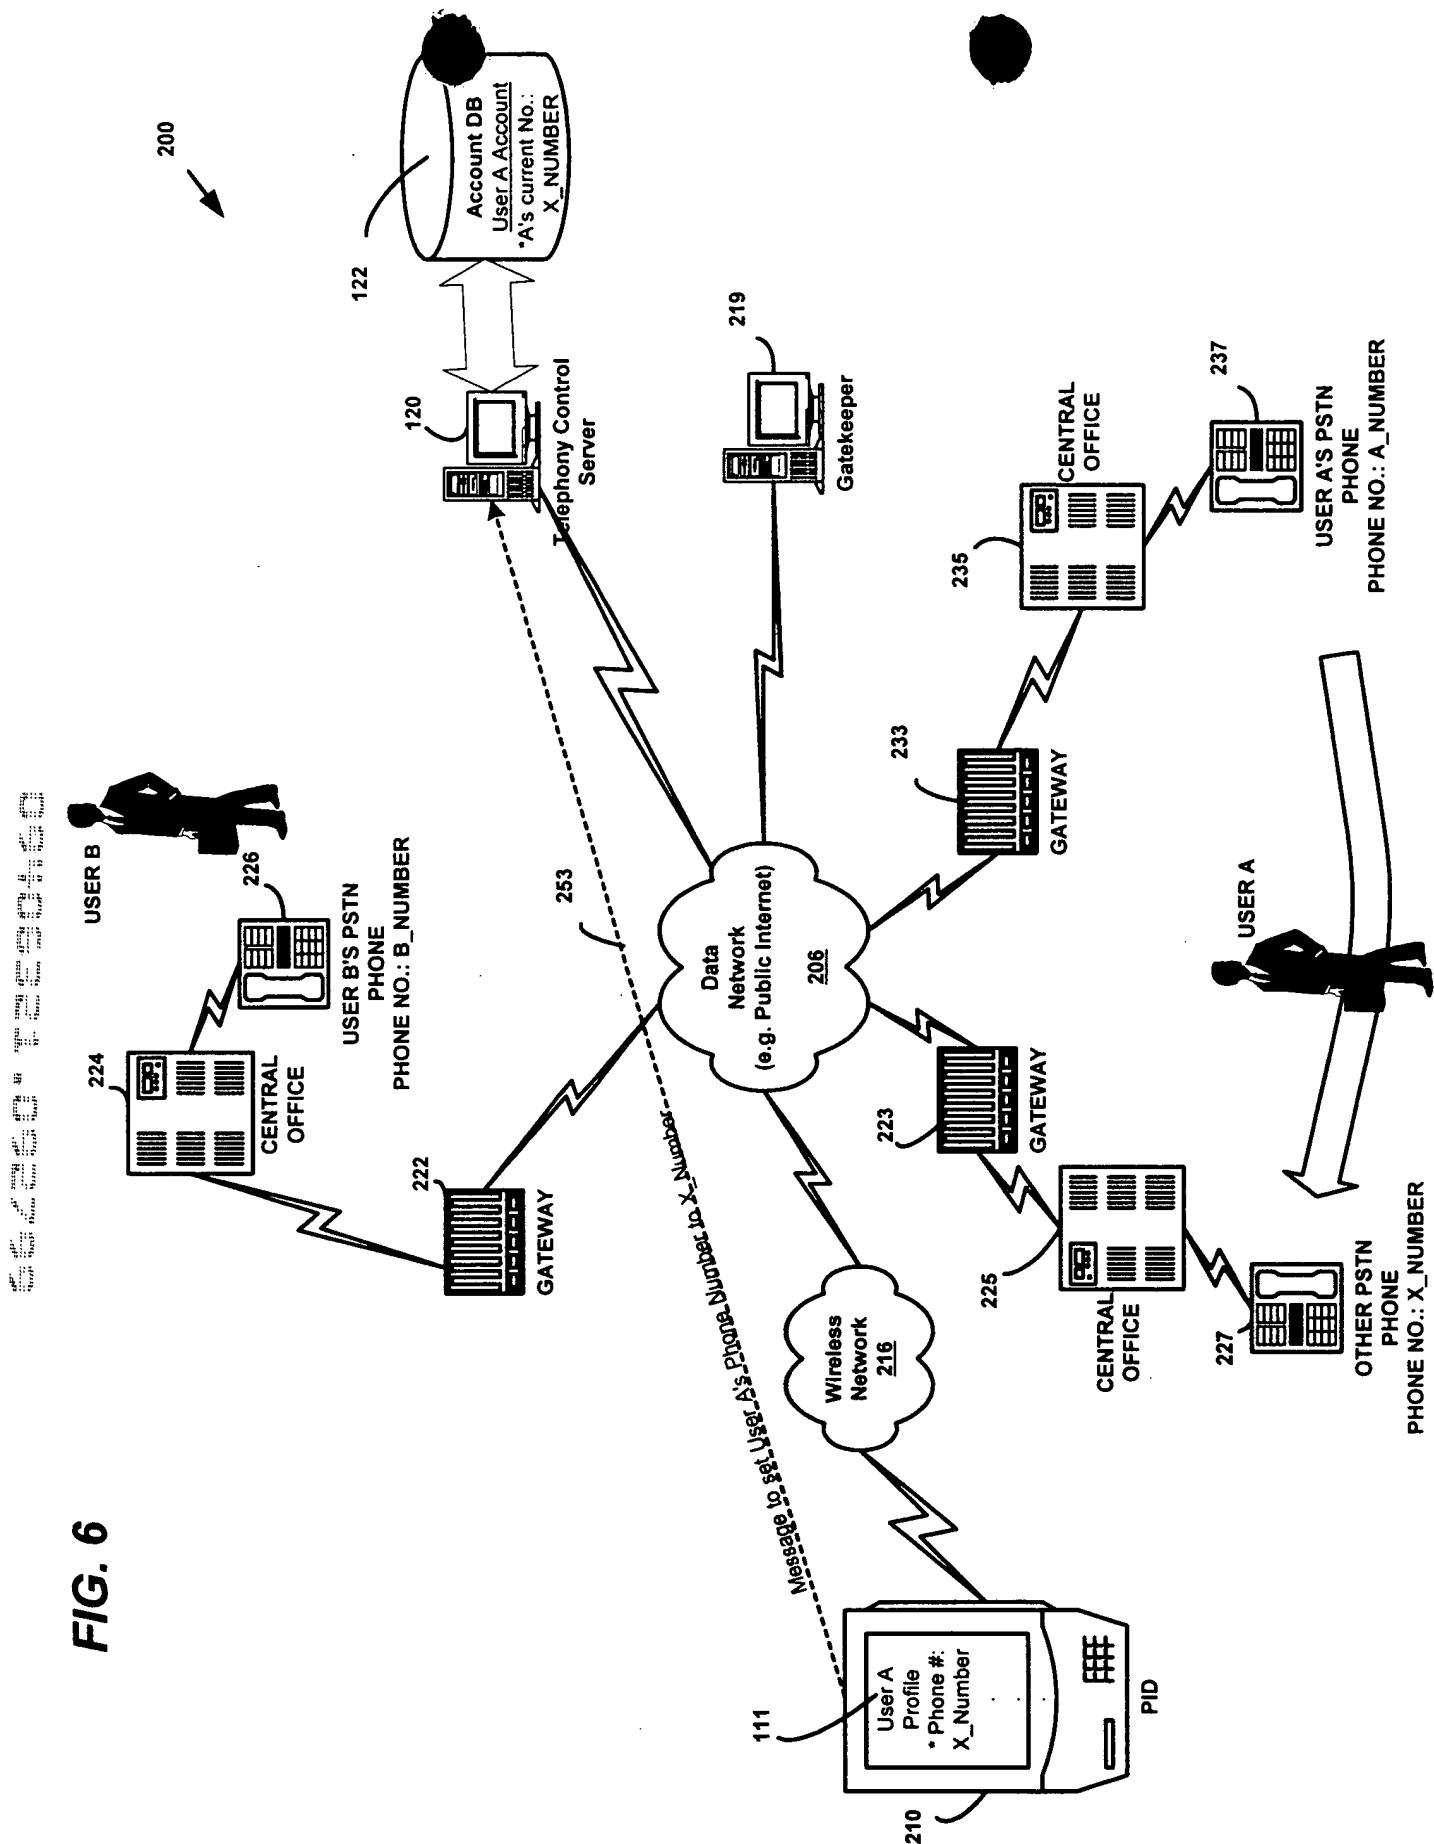 FIG. 6
200
Account DB
User A Account
*A's current No.:
X_NUMBER
122
120
Telephony Control
Server
219
Gatekeeper
USER B
226
USER B'S PSTN
PHONE
PHONE NO.: B_NUMBER
224
CENTRAL
OFFICE
222
GATEWAY
253
Message to set User A's Phone Number to X_Number
Data
Network
(e.g. Public Internet)
206
Wireless
Network
216
111
User A
Profile
* Phone #:
X_Number
210
PID
233
GATEWAY
235
CENTRAL
OFFICE
237
USER A'S PSTN
PHONE
PHONE NO.: A_NUMBER
USER A
223
GATEWAY
225
CENTRAL
OFFICE
227
OTHER PSTN
PHONE
PHONE NO.: X_NUMBER